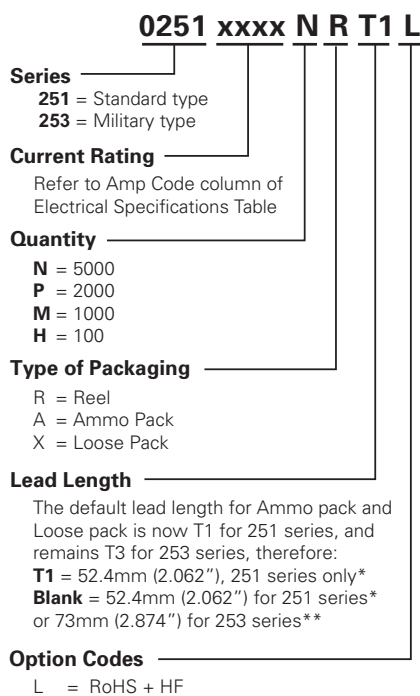 0251 xxxx N R T1 L
Series
251 = Standard type
253 = Military type
Current Rating
Refer to Amp Code column of
Electrical Specifications Table
Quantity
N = 5000
P = 2000
M = 1000
H = 100
Type of Packaging
R = Reel
A = Ammo Pack
X = Loose Pack
Lead Length
The default lead length for Ammo pack and
Loose pack is now T1 for 251 series, and
remains T3 for 253 series, therefore:
T1 = 52.4mm (2.062”), 251 series only*
Blank = 52.4mm (2.062”) for 251 series*
or 73mm (2.874”) for 253 series**
Option Codes
L = RoHS + HF